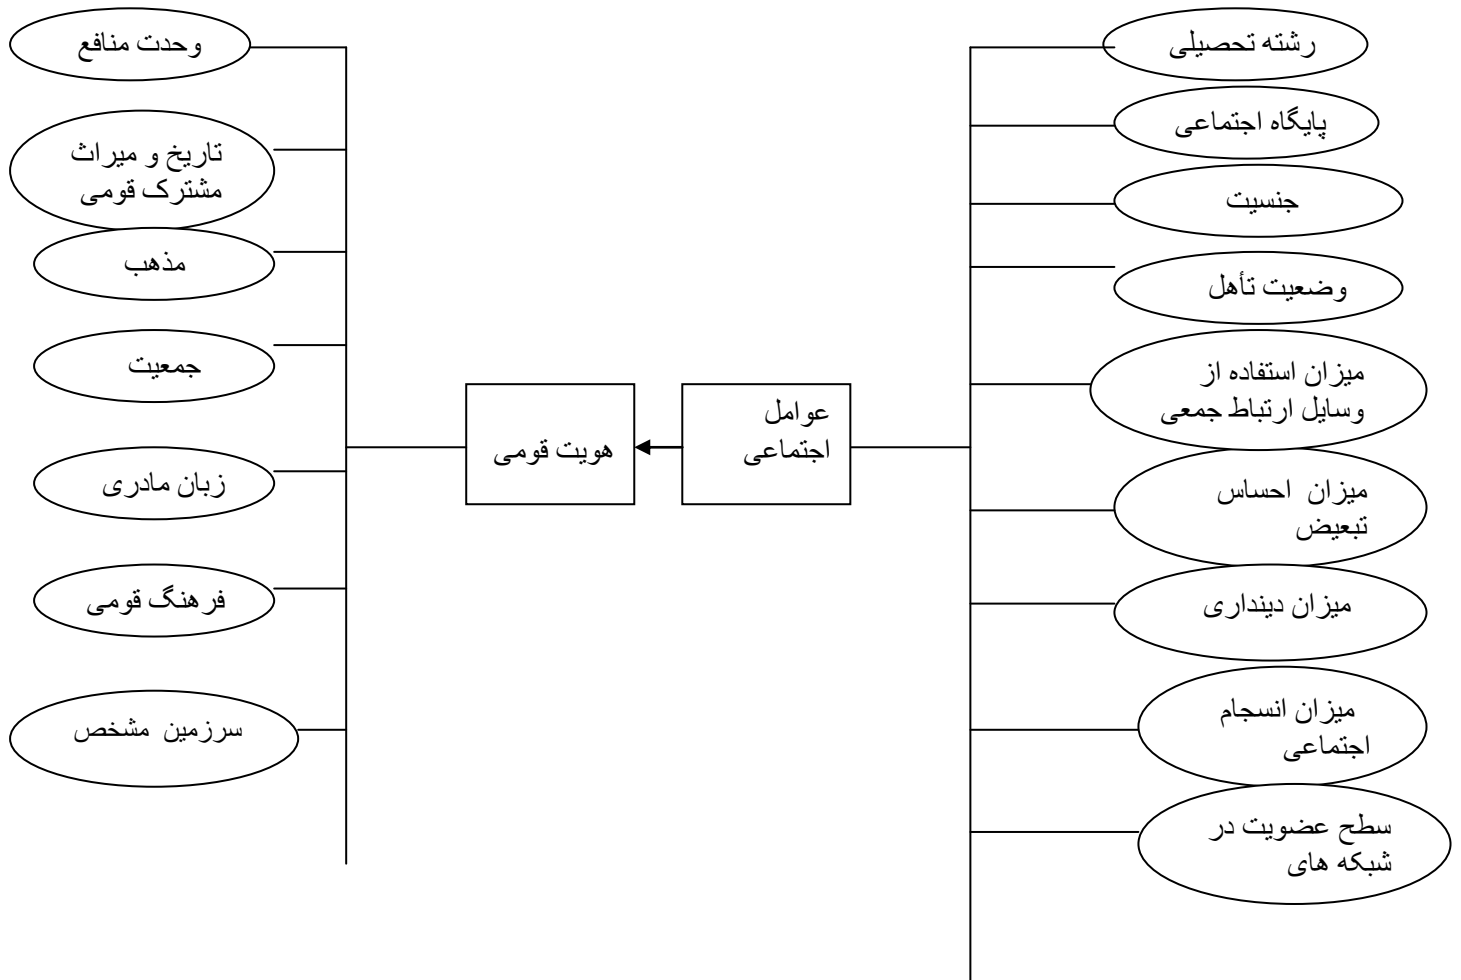 رشته تحصیلی
پایگاه اجتماعی
جنسیت
وضعیت تأهل
میزان استفاده از
وسایل ارتباط جمعی
میزان احساس
تبعیض
میزان دینداری
میزان انسجام
اجتماعی
سطح عضویت در
شبکه های
عوامل
اجتماعی
هویت قومی
وحدت منافع
تاریخ و میراث
مشترک قومی
مذهب
جمعیت
زبان مادری
فرهنگ قومی
سرزمین مشخص